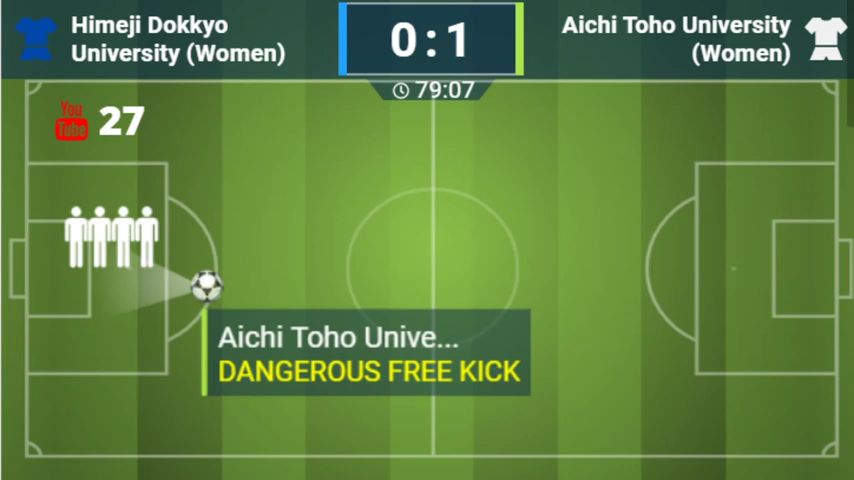 Himeji Dokkyo
University (Women)
0 : 1
Aichi Toho University
(Women)
79:07
You
Tube
27
Aichi Toho Unive...
DANGEROUS FREE KICK